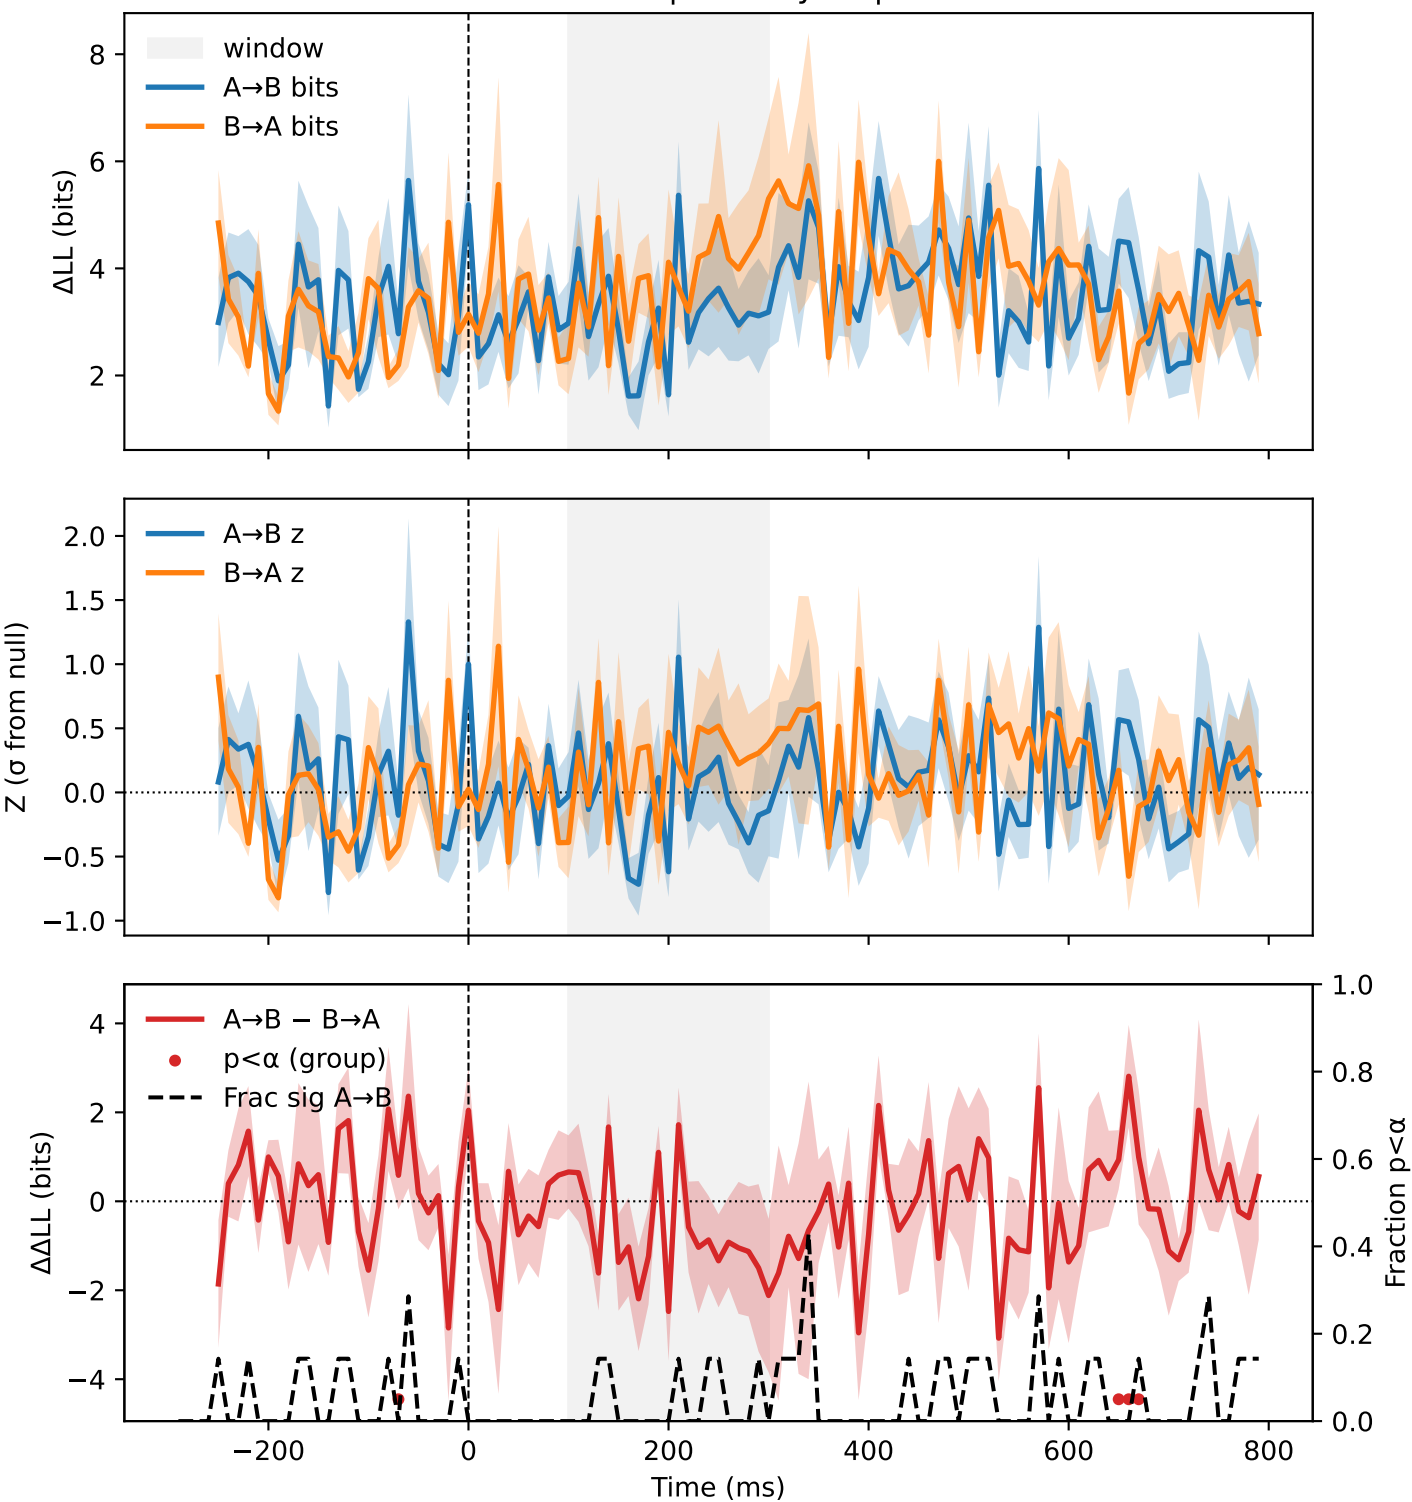 8
6
4
2
ΔLL (bits)
window
A→B bits
B→A bits
2.0
1.5
1.0
0.5
0.0
−0.5
−1.0
Z (σ from null)
A→B z
B→A z
4
2
0
−2
−4
ΔΔLL (bits)
A→B − B→A
p<α (group)
Frac sig A→B
1.0
0.8
0.6
0.4
0.2
0.0
Fraction p<α
−200
0
200
400
600
800
Time (ms)